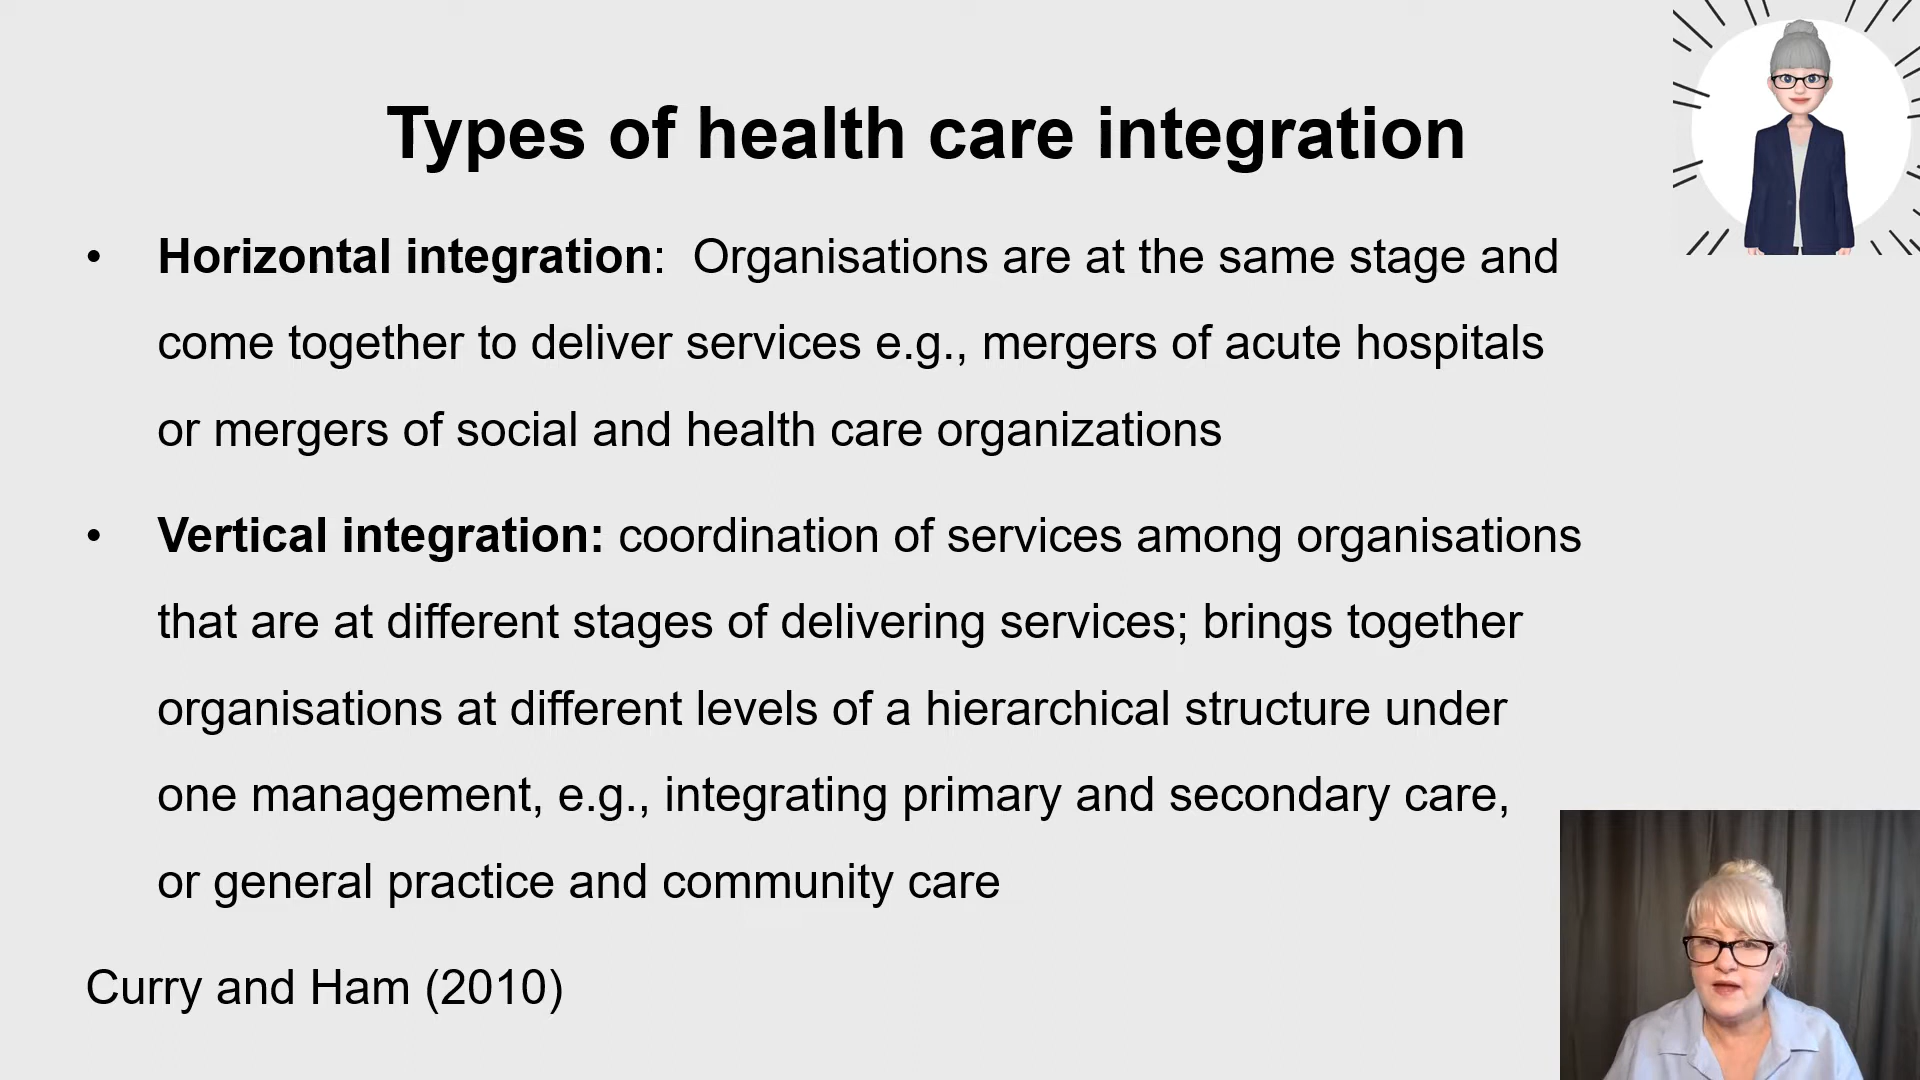 Types of health care integration
• Horizontal integration:  Organisations are at the same stage and
come together to deliver services e.g., mergers of acute hospitals
or mergers of social and health care organizations
• Vertical integration: coordination of services among organisations
that are at different stages of delivering services; brings together
organisations at different levels of a hierarchical structure under
one management, e.g., integrating primary and secondary care,
or general practice and community care
Curry and Ham (2010)